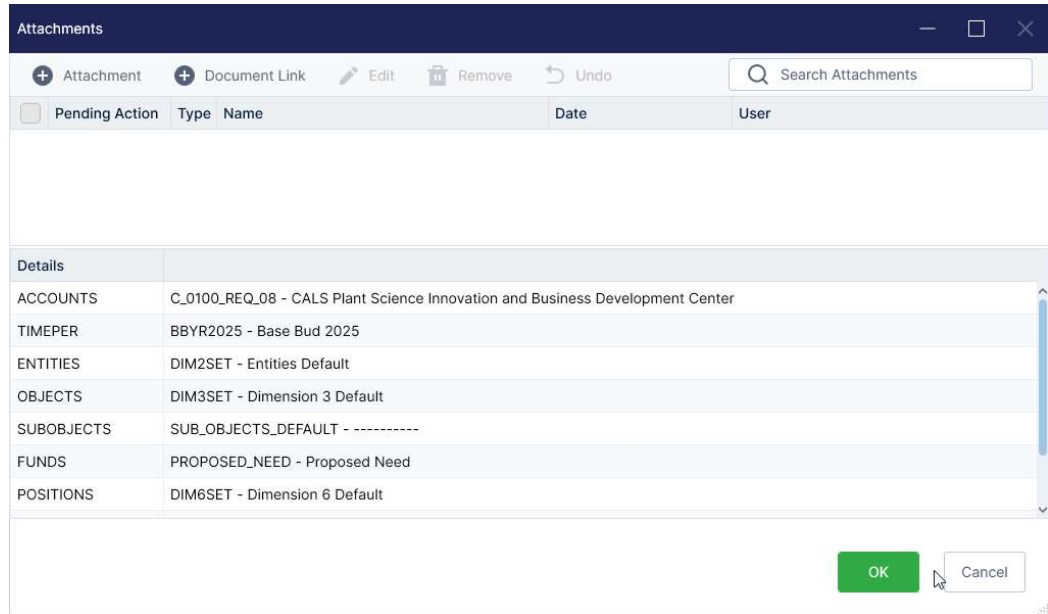 Attachments
Attachment Document Link Edit Remove Undo Search Attachments
Pending Action Type Name Date User
Details
ACCOUNTS C_0100_REQ_08 - CALS Plant Science Innovation and Business Development Center
TIMEPER BBYR2025 - Base Bud 2025
ENTITIES DIM2SET - Entities Default
OBJECTS DIM3SET - Dimension 3 Default
SUBOBJECTS SUB_OBJECTS_DEFAULT - ----------
FUNDS PROPOSED_NEED - Proposed Need
POSITIONS DIM6SET - Dimension 6 Default
OK Cancel